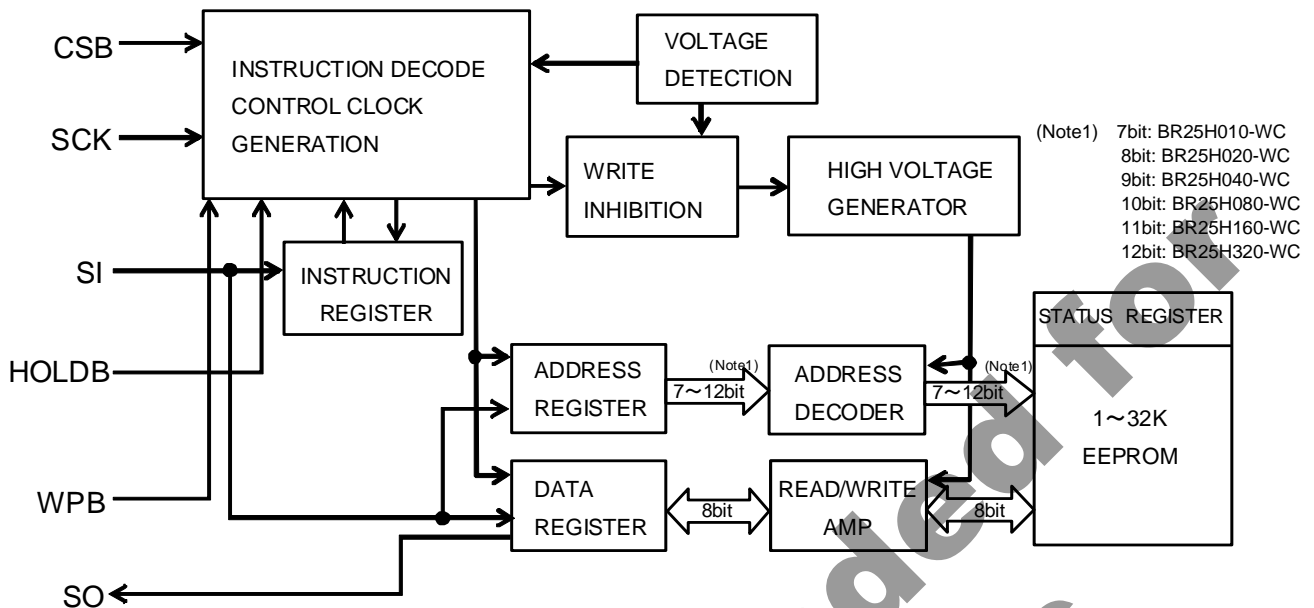 CSB
SCK
SI
HOLDB
WPB
SO
INSTRUCTION DECODE
CONTROL CLOCK
GENERATION
VOLTAGE
DETECTION
WRITE
INHIBITION
HIGH VOLTAGE
GENERATOR
(Note1) 7bit: BR25H010-WC
8bit: BR25H020-WC
9bit: BR25H040-WC
10bit: BR25H080-WC
11bit: BR25H160-WC
12bit: BR25H320-WC
INSTRUCTION
REGISTER
STATUS REGISTER
ADDRESS
REGISTER
(Note1)
7～12bit
ADDRESS
DECODER
(Note1)
7～12bit
1～32K
EEPROM
DATA
REGISTER
8bit
READ/WRITE
AMP
8bit
ded for